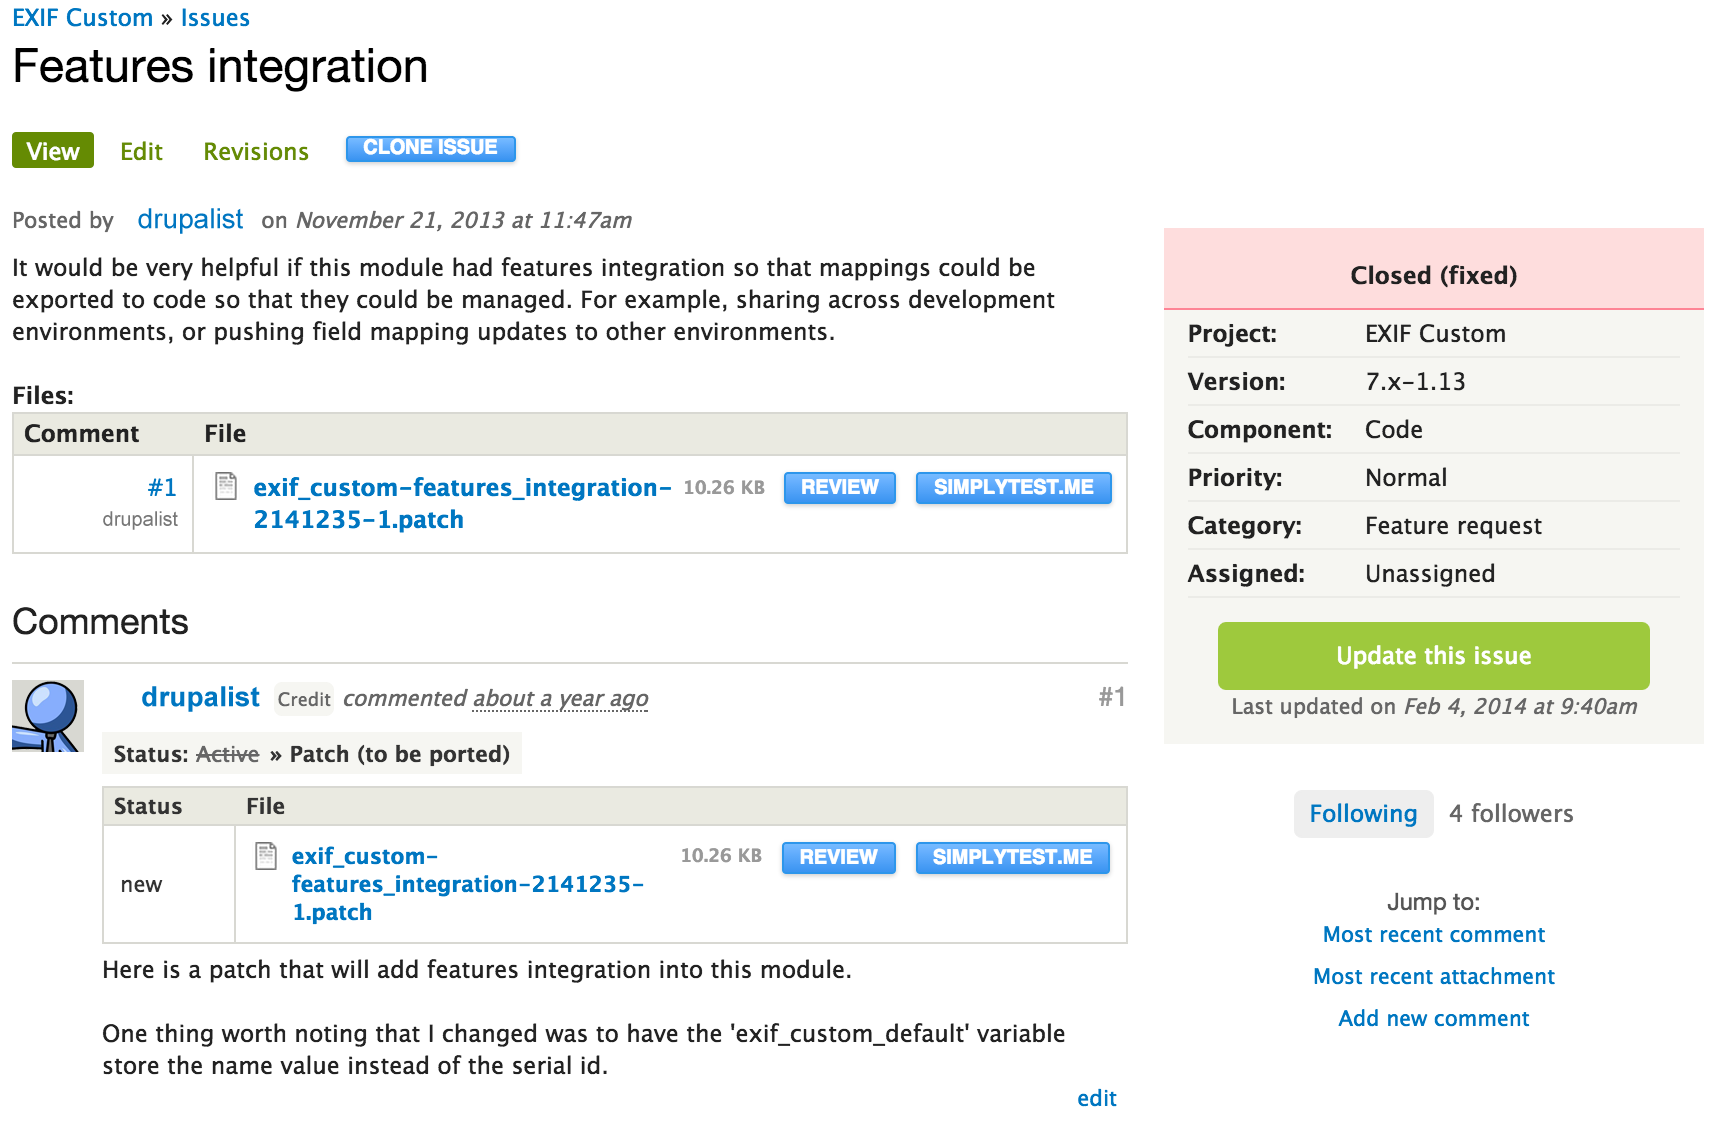 EXIF Custom » Issues
Features integration
View Edit Revisions CLONE ISSUE
Posted by drupalist on November 21, 2013 at 11:47am
It would be very helpful if this module had features integration so that mappings could be
exported to code so that they could be managed. For example, sharing across development
environments, or pushing field mapping updates to other environments.
Files:
Comment File
#1 exif_custom-features_integration- 10.26 KB REVIEW SIMPLYTEST.ME
drupalist 2141235-1.patch
Comments
drupalist Credit commented about a year ago #1
Status: Active » Patch (to be ported)
Status File
exif_custom- 10.26 KB REVIEW SIMPLYTEST.ME
new features_integration-2141235-
1.patch
Here is a patch that will add features integration into this module.
One thing worth noting that I changed was to have the 'exif_custom_default' variable
store the name value instead of the serial id.
edit
Closed (fixed)
Project: EXIF Custom
Version: 7.x-1.13
Component: Code
Priority: Normal
Category: Feature request
Assigned: Unassigned
Update this issue
Last updated on Feb 4, 2014 at 9:40am
Following 4 followers
Jump to:
Most recent comment
Most recent attachment
Add new comment